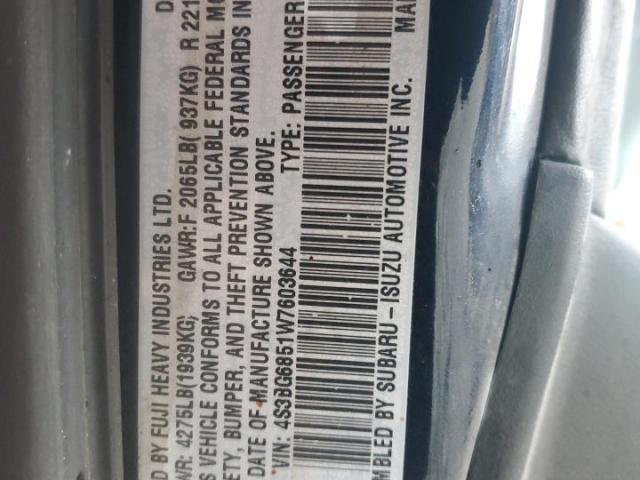 D BY FUJI HEAVY INDUSTRIES LTD. D
WR: 4275LB(1939KG); GAWR:F 2065LB( 937KG) R 221
S VEHICLE CONFORMS TO ALL APPLICABLE FEDERAL MO
ETY, BUMPER, AND THEFT PREVENTION STANDARDS IN
DATE OF MANUFACTURE SHOWN ABOVE.
VIN: 4S3BG6851W7603644 TYPE: PASSENGER
MBLED BY SUBARU-ISUZU AUTOMOTIVE INC. MA